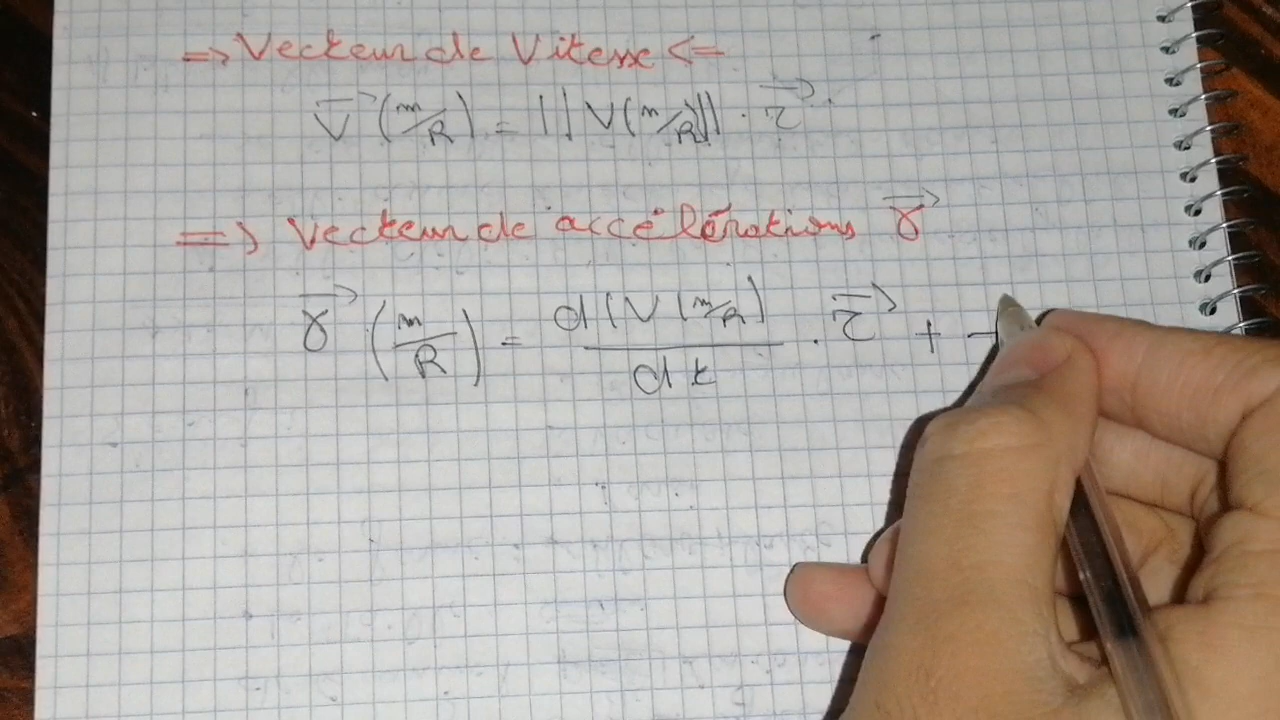 => Vecteur de Vitesse <=
V⃗ (m/R) = ||V(m/R)|| . τ⃗ .
=> Vecteur de accélérations γ⃗
γ⃗ (m/R) = d(V(m/R) / dt . τ⃗ +